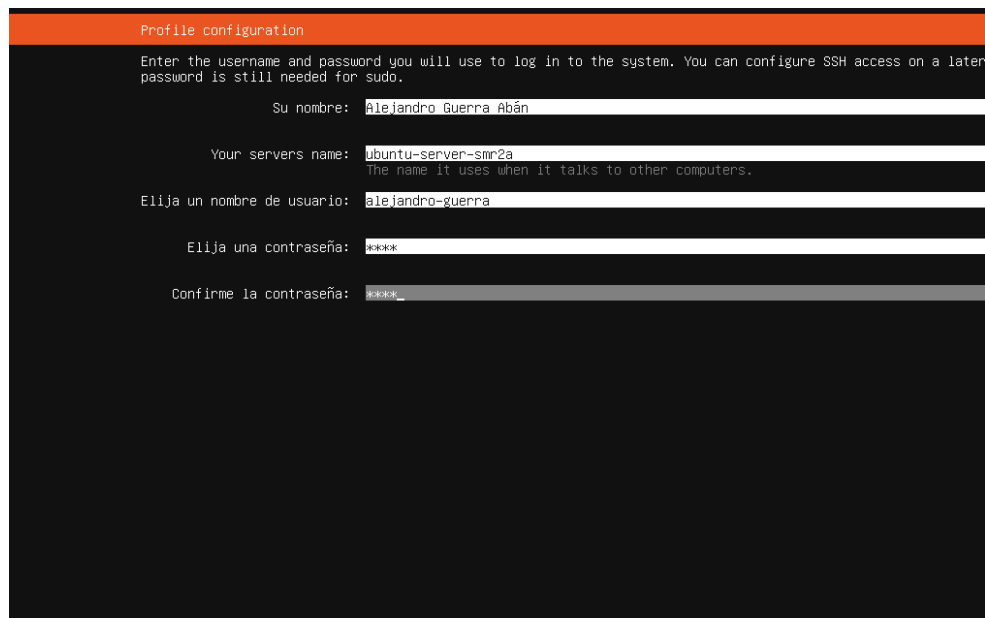 Profile configuration
Enter the username and password you will use to log in to the system. You can configure SSH access on a later
password is still needed for sudo.
Su nombre: Alejandro Guerra Abán
Your servers name: ubuntu-server-smr2a
The name it uses when it talks to other computers.
Elija un nombre de usuario: alejandro-guerra
Elija una contraseña: ****
Confirme la contraseña: ****_